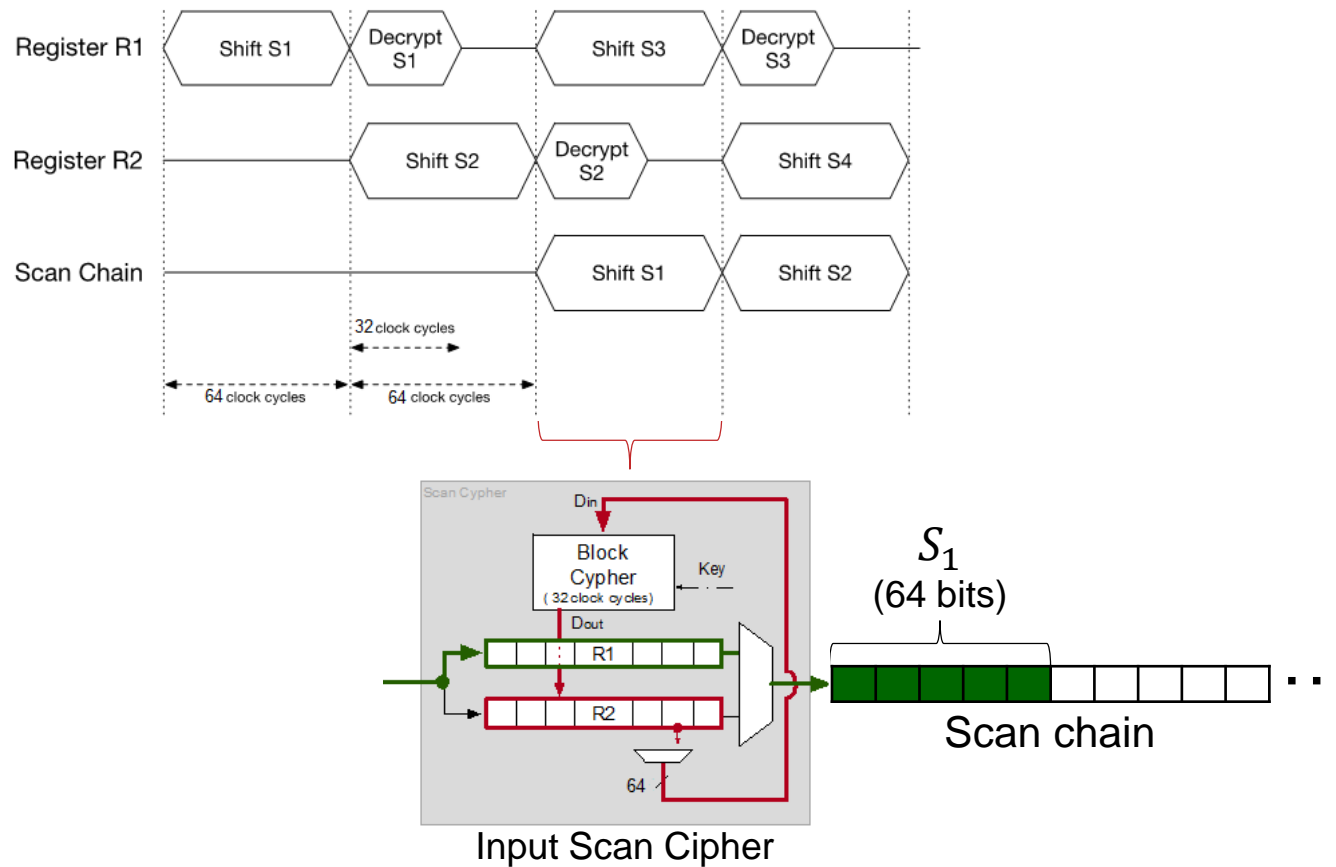 Register R1
Shift S1
Decrypt
S1
Shift S3
Decrypt
S3
Register R2
Shift S2
Decrypt
S2
Shift S4
Scan Chain
Shift S1
Shift S2
32 clock cycles
64 clock cycles
64 clock cycles
Scan Cypher
Din
Block
Cypher
( 32 clock cycles)
Key
Dout
R1
R2
64
Input Scan Cipher
S₁
(64 bits)
Scan chain